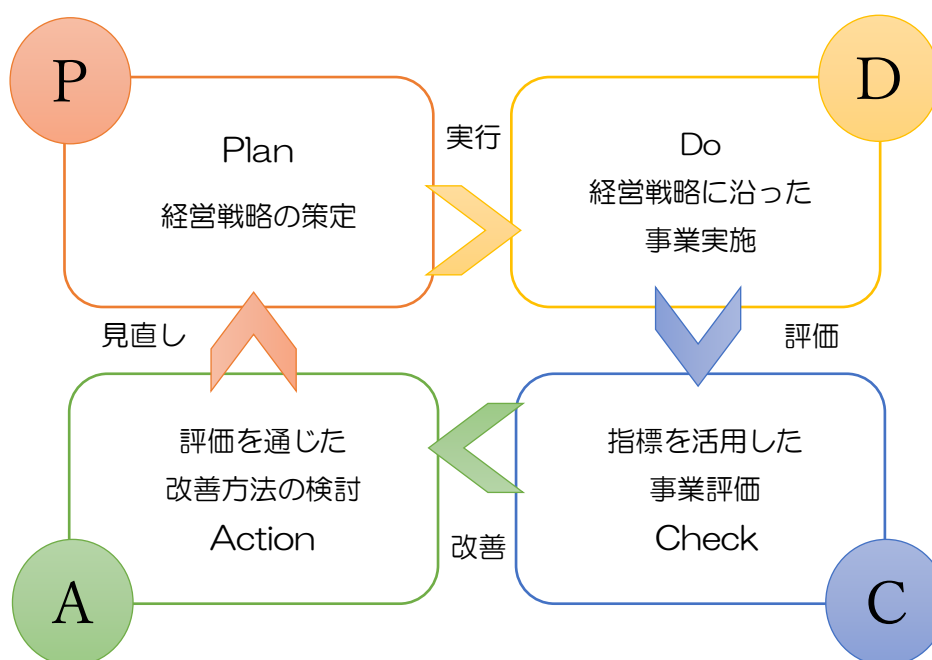 P
Plan
経営戦略の策定
実行
D
Do
経営戦略に沿った
事業実施
評価
C
指標を活用した
事業評価
Check
改善
A
評価を通じた
改善方法の検討
Action
見直し